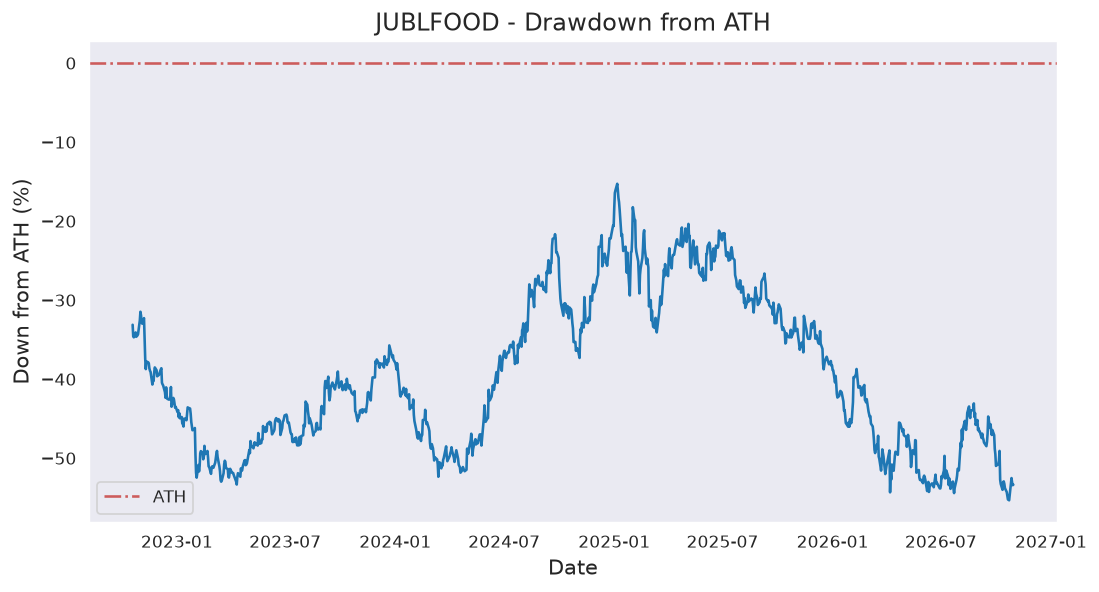 JUBLFOOD - Drawdown from ATH
Down from ATH (%)
0
−10
−20
−30
−40
−50
ATH
2023-01 2023-07 2024-01 2024-07 2025-01 2025-07 2026-01 2026-07 2027-01
Date